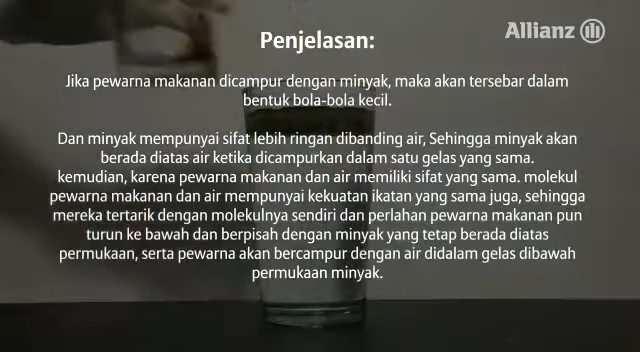 Allianz
Penjelasan:
Jika pewarna makanan dicampur dengan minyak, maka akan tersebar dalam
bentuk bola-bola kecil.
Dan minyak mempunyai sifat lebih ringan dibanding air, Sehingga minyak akan
berada diatas air ketika dicampurkan dalam satu gelas yang sama.
kemudian, karena pewarna makanan dan air memiliki sifat yang sama. molekul
pewarna makanan dan air mempunyai kekuatan ikatan yang sama juga, sehingga
mereka tertarik dengan molekulnya sendiri dan perlahan pewarna makanan pun
turun ke bawah dan berpisah dengan minyak yang tetap berada diatas
permukaan, serta pewarna akan bercampur dengan air didalam gelas dibawah
permukaan minyak.